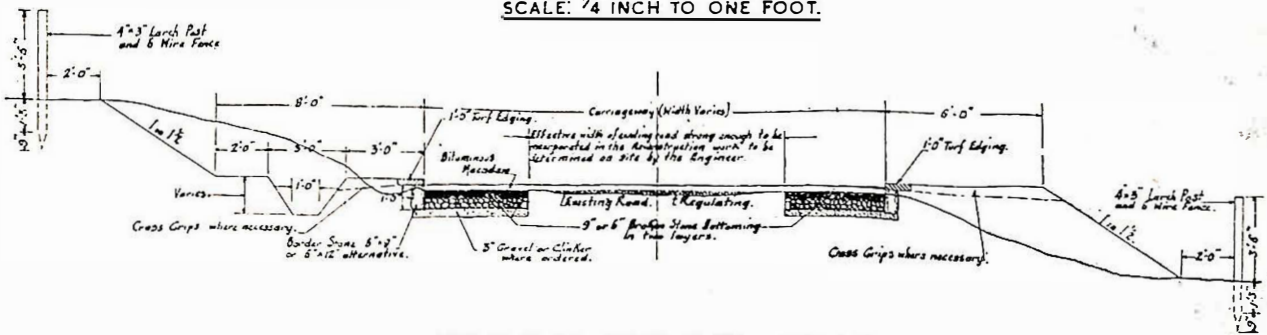 SCALE: 1/4 INCH TO ONE FOOT.
4"×3" Larch Post
and 6 Wire Fence
3'-6"
2'-0"
8'-0"
Carriageway (Width Varies)
6'-0"
1'-0" Turf Edging.
Effective width of existing road strong enough to be
incorporated in the Reconstruction work to be
determined on site by the Engineer.
1'-0" Turf Edging.
1 in 1½
2'-0"
3'-0"
3'-0"
Bituminous
Macadam
4"×3" Larch Post
and 6 Wire Fence.
Varies
1'-0"
1'-3"
Existing Road.
Regulating.
1 in 1½
3'-6"
Cross Grips where necessary.
9" or 6" Broken Stone Bottoming
in two layers.
Cross Grips where necessary.
2'-0"
Border Stone
or 6"×12" alternative.
3" Gravel or Clinker
where ordered.